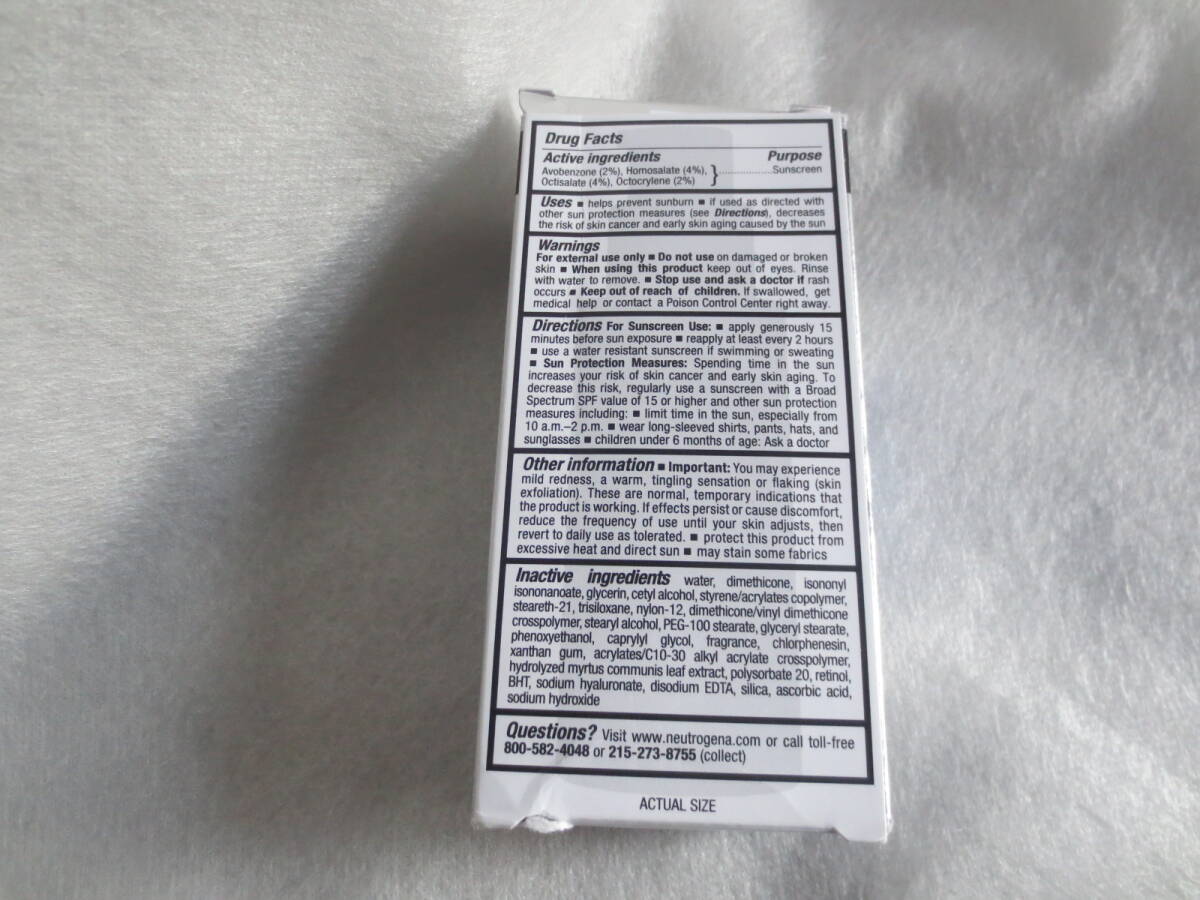 Drug Facts
Active ingredients Purpose
Avobenzone (2%), Homosalate (4%), } Sunscreen
Octisalate (4%), Octocrylene (2%)
Uses ■ helps prevent sunburn ■ if used as directed with
other sun protection measures (see Directions), decreases
the risk of skin cancer and early skin aging caused by the sun
Warnings
For external use only ■ Do not use on damaged or broken
skin ■ When using this product keep out of eyes. Rinse
with water to remove. ■ Stop use and ask a doctor if rash
occurs ■ Keep out of reach of children. If swallowed, get
medical help or contact a Poison Control Center right away.
Directions For Sunscreen Use: ■ apply generously 15
minutes before sun exposure ■ reapply at least every 2 hours
■ use a water resistant sunscreen if swimming or sweating
■ Sun Protection Measures: Spending time in the sun
increases your risk of skin cancer and early skin aging. To
decrease this risk, regularly use a sunscreen with a Broad
Spectrum SPF value of 15 or higher and other sun protection
measures including: ■ limit time in the sun, especially from
10 a.m.–2 p.m. ■ wear long-sleeved shirts, pants, hats, and
sunglasses ■ children under 6 months of age: Ask a doctor
Other information ■ Important: You may experience
mild redness, a warm, tingling sensation or flaking (skin
exfoliation). These are normal, temporary indications that
the product is working. If effects persist or cause discomfort,
reduce the frequency of use until your skin adjusts, then
revert to daily use as tolerated. ■ protect this product from
excessive heat and direct sun ■ may stain some fabrics
Inactive ingredients water, dimethicone, isononyl
isononanoate, glycerin, cetyl alcohol, styrene/acrylates copolymer,
steareth-21, trisiloxane, nylon-12, dimethicone/vinyl dimethicone
crosspolymer, stearyl alcohol, PEG-100 stearate, glyceryl stearate,
phenoxyethanol, caprylyl glycol, fragrance, chlorphenesin,
xanthan gum, acrylates/C10-30 alkyl acrylate crosspolymer,
hydrolyzed myrtus communis leaf extract, polysorbate 20, retinol,
BHT, sodium hyaluronate, disodium EDTA, silica, ascorbic acid,
sodium hydroxide
Questions? Visit www.neutrogena.com or call toll-free
800-582-4048 or 215-273-8755 (collect)
ACTUAL SIZE